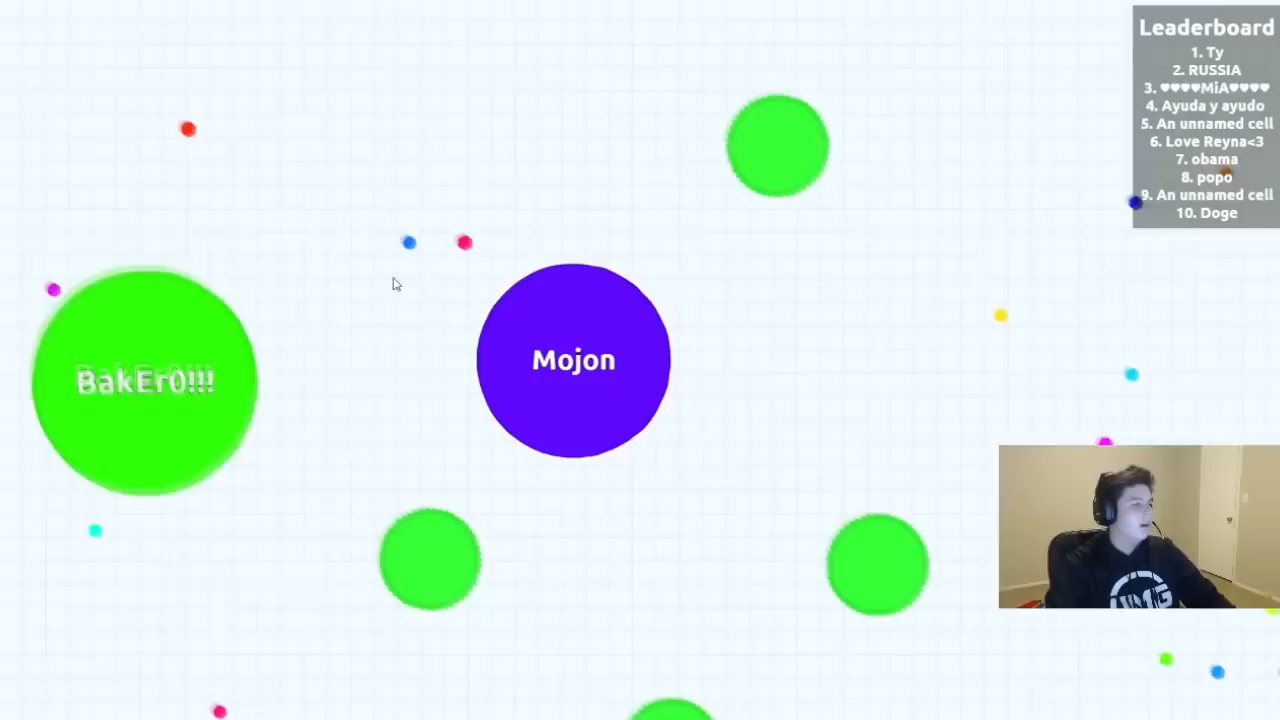 Leaderboard
1. Ty
2. RUSSIA
3. ♥♥♥♥MiA♥♥♥♥
4. Ayuda y ayudo
5. An unnamed cell
6. Love Reyna<3
7. obama
8. popo
9. An unnamed cell
10. Doge
Mojon
BakEr0!!!